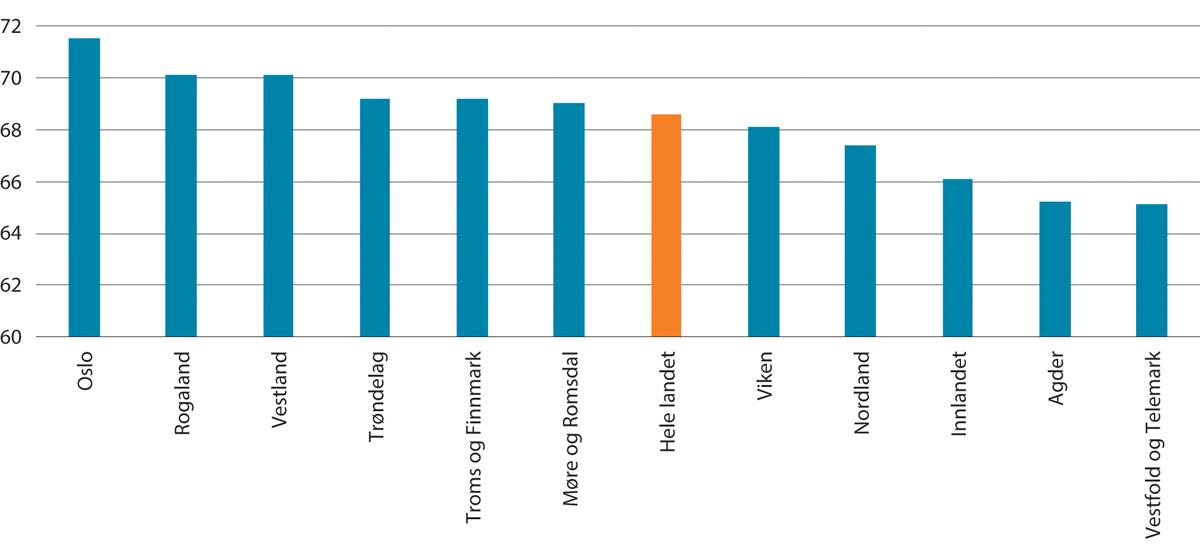 72
70
68
66
64
62
60
Oslo
Rogaland
Vestland
Trøndelag
Troms og Finnmark
Møre og Romsdal
Hele landet
Viken
Nordland
Innlandet
Agder
Vestfold og Telemark